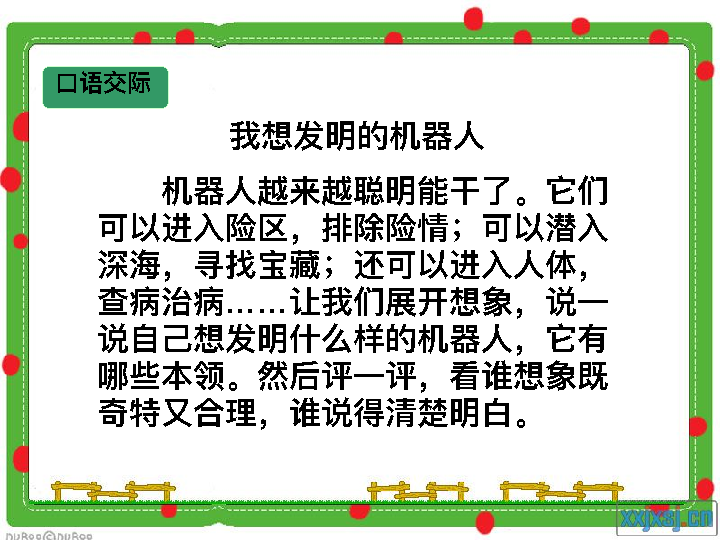 口语交际
我想发明的机器人
机器人越来越聪明能干了。它们
可以进入险区，排除险情；可以潜入
深海，寻找宝藏；还可以进入人体，
查病治病……让我们展开想象，说一
说自己想发明什么样的机器人，它有
哪些本领。然后评一评，看谁想象既
奇特又合理，谁说得清楚明白。
xxjxsj.cn